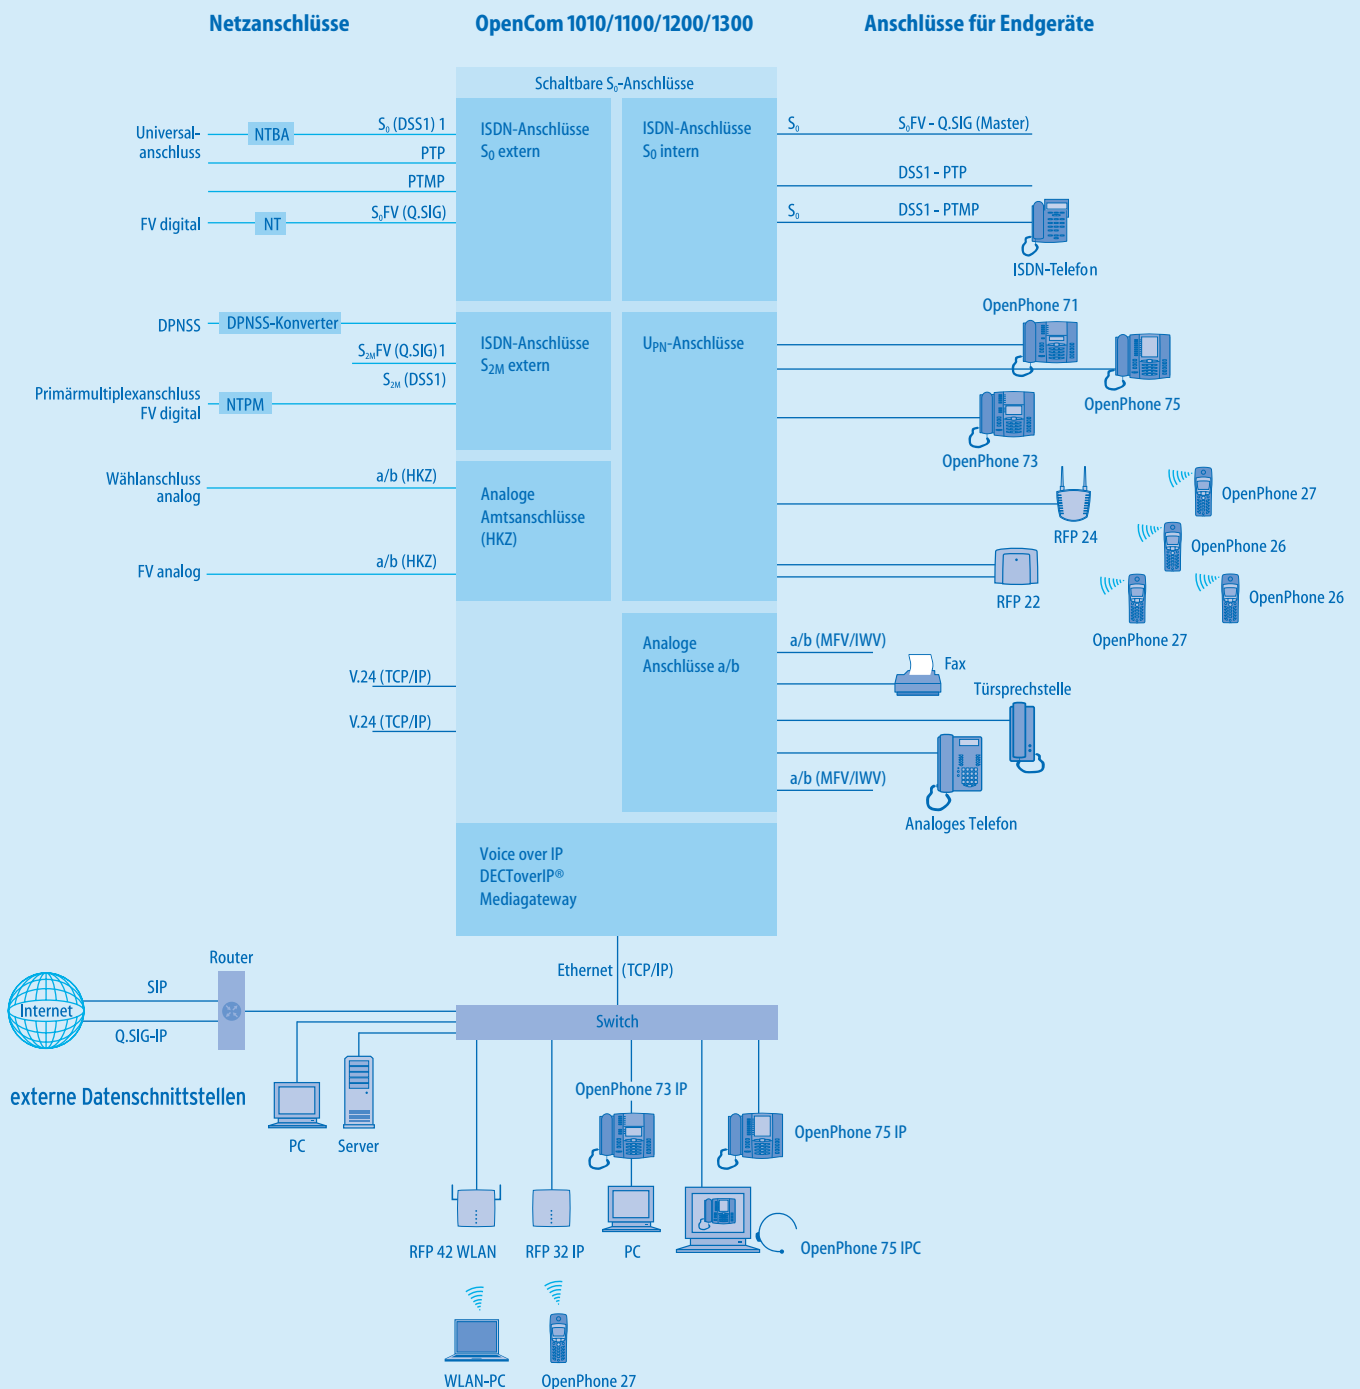 Netzanschlüsse
OpenCom 1010/1100/1200/1300
Anschlüsse für Endgeräte
Schaltbare S₀-Anschlüsse
Universal-
anschluss
NTBA
S₀ (DSS1) 1
PTP
PTMP
FV digital
NT
S₀FV (Q.SIG)
ISDN-Anschlüsse
S₀ extern
ISDN-Anschlüsse
S₀ intern
S₀
S₀FV - Q.SIG (Master)
DSS1 - PTP
S₀
DSS1 - PTMP
ISDN-Telefon
DPNSS
DPNSS-Konverter
S₂ₘFV (Q.SIG) 1
S₂ₘ (DSS1)
Primärmultiplexanschluss
FV digital
NTPM
ISDN-Anschlüsse
S₂ₘ extern
UPN-Anschlüsse
OpenPhone 71
OpenPhone 75
OpenPhone 73
Wählanschluss
analog
a/b (HKZ)
FV analog
a/b (HKZ)
Analoge
Amtsanschlüsse
(HKZ)
RFP 24
OpenPhone 27
OpenPhone 26
RFP 22
OpenPhone 27
OpenPhone 26
V.24 (TCP/IP)
V.24 (TCP/IP)
Analoge
Anschlüsse a/b
a/b (MFV/IWV)
Fax
Türsprechstelle
a/b (MFV/IWV)
Analoges Telefon
Voice over IP
DECToverIP®
Mediagateway
Ethernet (TCP/IP)
Router
Internet
SIP
Q.SIG-IP
Switch
externe Datenschnittstellen
PC
Server
OpenPhone 73 IP
OpenPhone 75 IP
RFP 42 WLAN
RFP 32 IP
PC
OpenPhone 75 IPC
WLAN-PC
OpenPhone 27